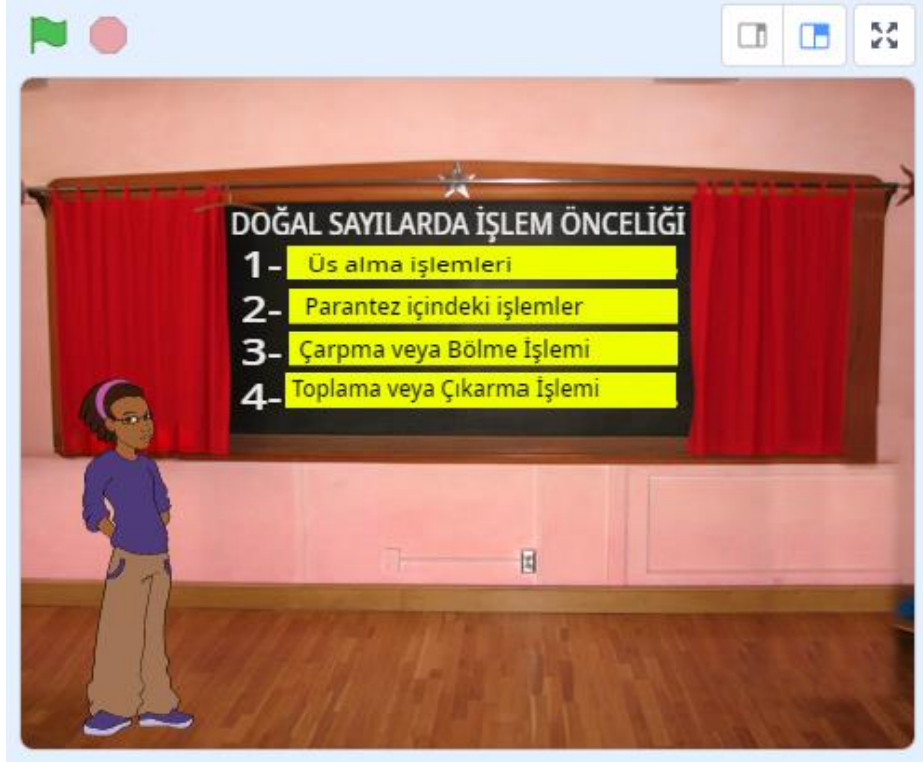 DOĞAL SAYILARDA İŞLEM ÖNCELİĞİ
1- Üs alma işlemleri
2- Parantez içindeki işlemler
3- Çarpma veya Bölme İşlemi
4- Toplama veya Çıkarma İşlemi